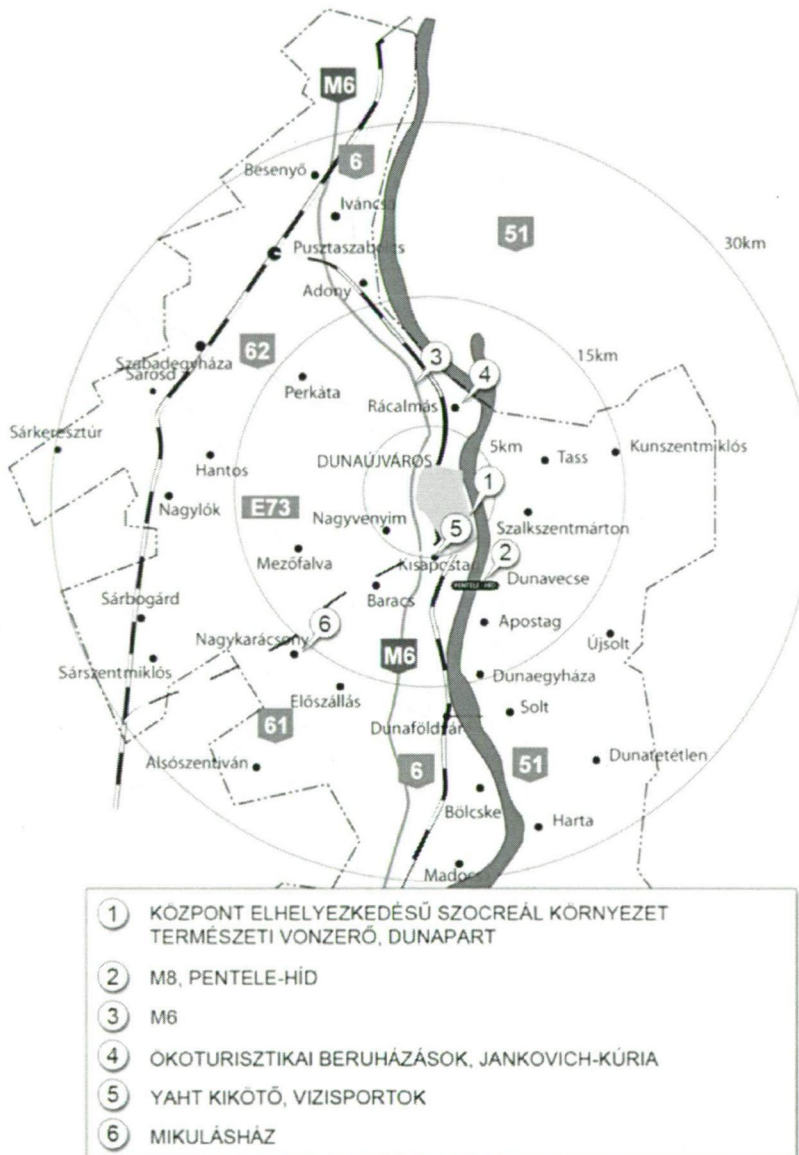 M6
Besenyő
6
Iváncsa
51
Pusztaszabolcs
30km
Adony
62
3
15km
Szabadegyháza
4
Sárosd
Perkáta
Rácalmás
Sárkeresztúr
5km
Kunszentmiklós
DUNAÚJVÁROS
Tass
Hantos
1
Nagylók
E73
Nagyvenyim
5
Szalkszentmárton
2
Mezőfalva
Kisapostag
PENTELE-HÍD
Dunavecse
Baracs
Sárbogárd
6
Apostag
Nagykarácsony
Újsolt
M6
Sárszentmiklós
Dunaegyháza
Előszállás
Solt
61
Dunaföldvár
Alsószentiván
6
51
Dunatetétlen
Bölcske
Harta
Madocsa
1 KÖZPONT ELHELYEZKEDÉSŰ SZOCREÁL KÖRNYEZET
TERMÉSZETI VONZERŐ, DUNAPART
2 M8, PENTELE-HÍD
3 M6
4 ÖKOTURISZTIKAI BERUHÁZÁSOK, JANKOVICH-KÚRIA
5 YAHT KIKÖTŐ, VIZISPORTOK
6 MIKULÁSHÁZ